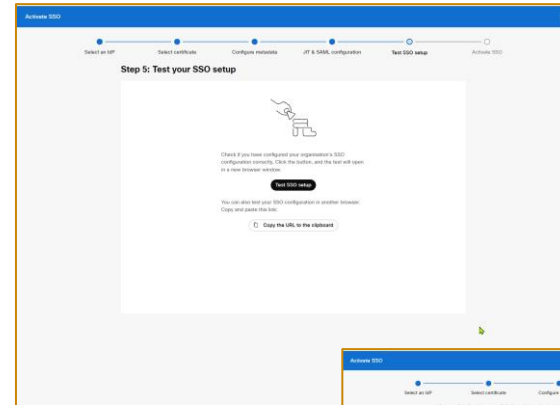 Activate SSO
Select an IdP Select certificate Configure metadata JIT & SAML configuration Test SSO setup Activate SSO
Step 5: Test your SSO setup
Check if you have configured your organisation's SSO
configuration correctly. Click the button, and the test will open
in a new browser window.
Test SSO setup
You can also test your SSO configuration in another browser.
Copy and paste this link:
Copy the URL to the clipboard
Activate SSO
Select an IdP Select certificate Configure